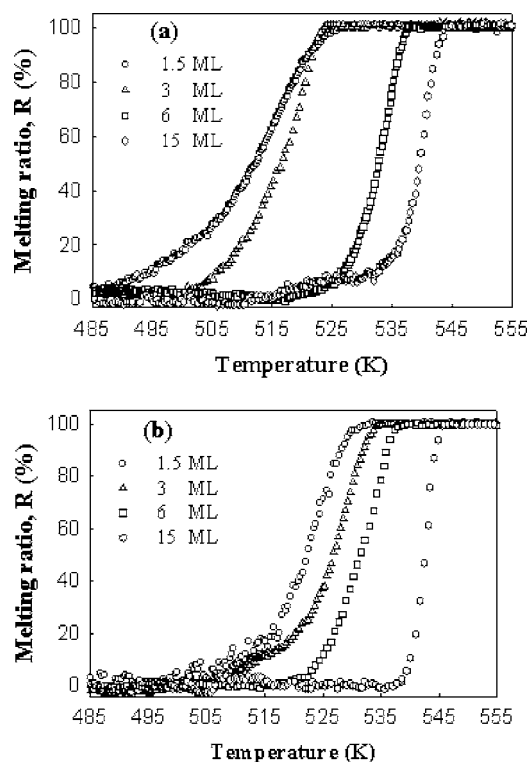 (a)
1.5 ML
3 ML
6 ML
15 ML
Melting ratio, R (%)
100
80
60
40
20
0
485 495 505 515 525 535 545 555
Temperature (K)
(b)
1.5 ML
3 ML
6 ML
15 ML
Melting ratio, R (%)
100
80
60
40
20
0
485 495 505 515 525 535 545 555
Temperature (K)